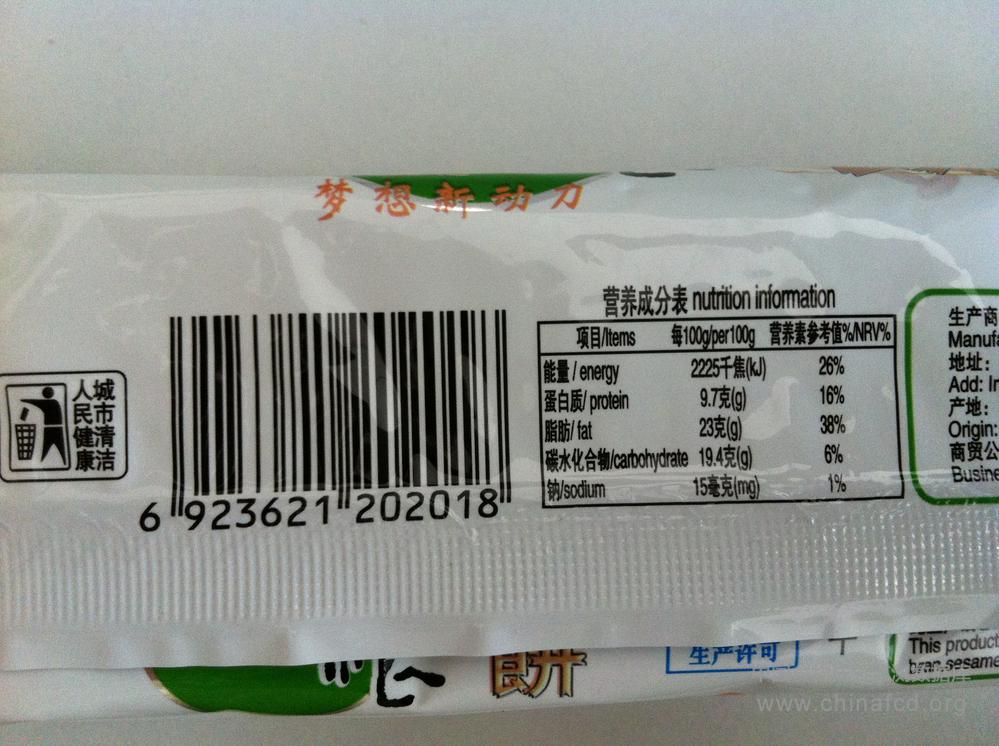 梦想新动力
营养成分表 nutrition information
项目/Items 每100g/per100g 营养素参考值%/NRV%
能量/energy 2225千焦(kJ) 26%
蛋白质/protein 9.7克(g) 16%
脂肪/fat 23克(g) 38%
碳水化合物/carbohydrate 19.4克(g) 6%
钠/sodium 15毫克(mg) 1%
城市清洁
人民健康
6 923621 202018
生产商
Manufa
地址：
Add: In
产地：
Origin:
商贸公
Busine
餅
生产许可
This product
bran,sesame
www.chinafcd.org